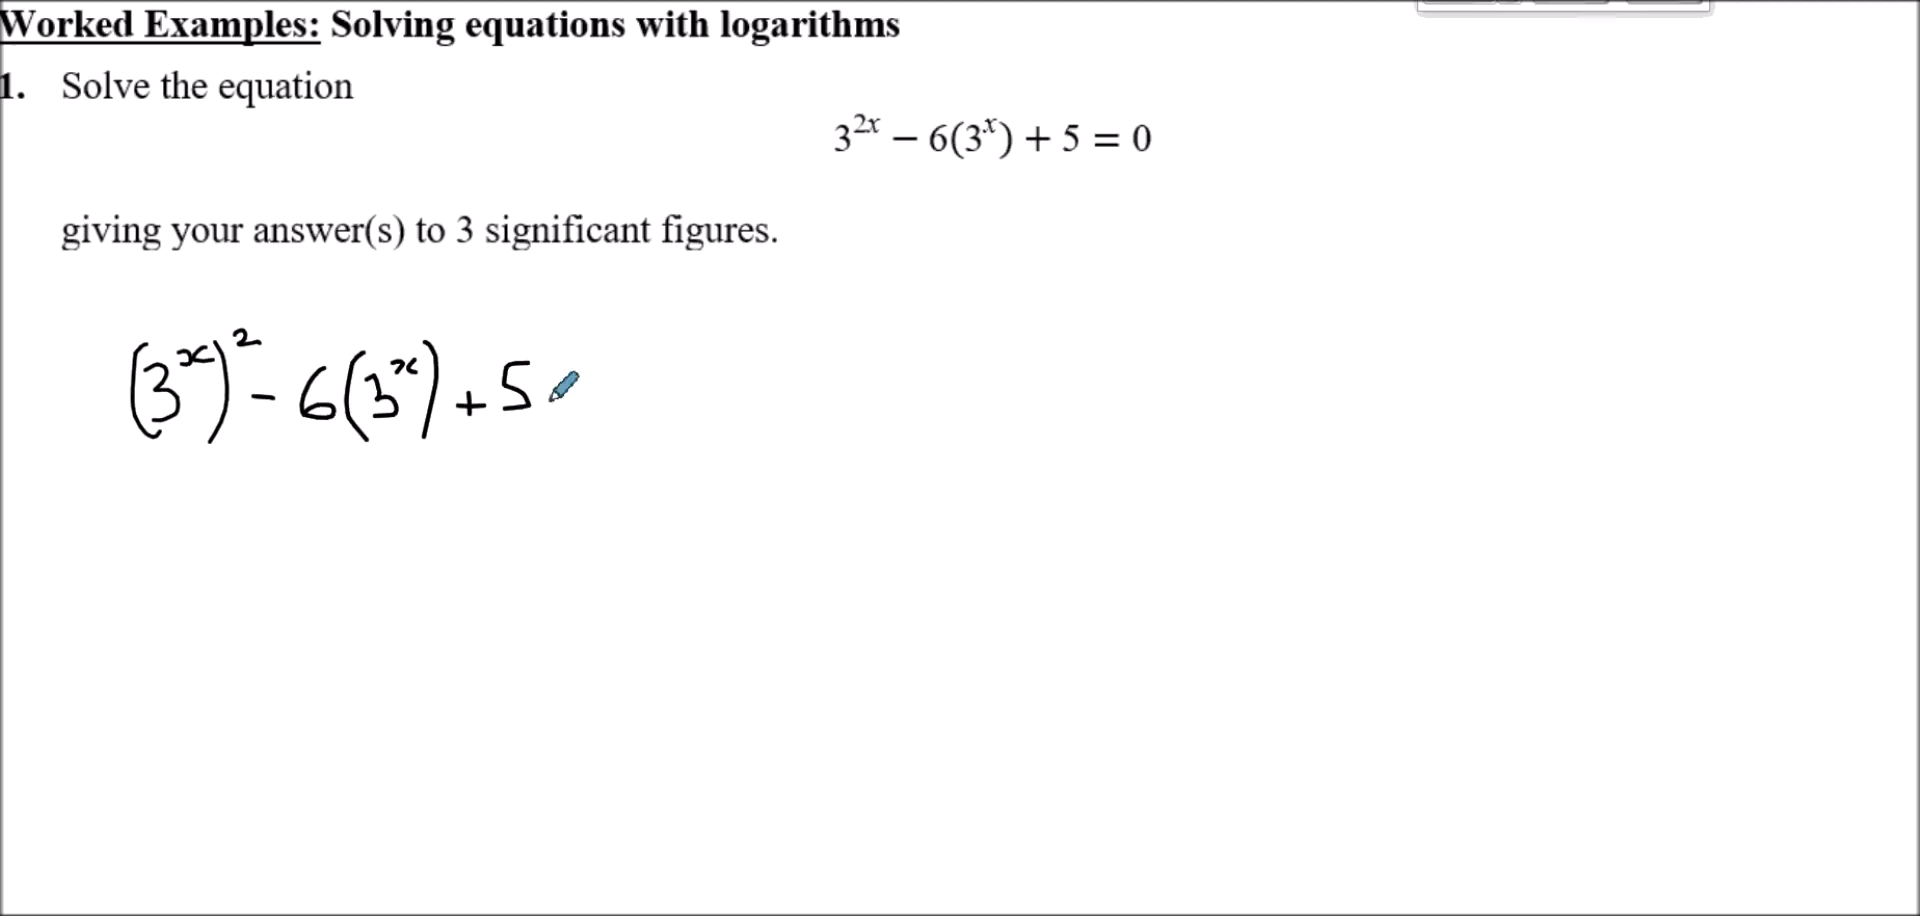 Worked Examples: Solving equations with logarithms
1. Solve the equation
3^{2x} − 6(3^x) + 5 = 0
giving your answer(s) to 3 significant figures.
(3^x)^2 - 6(3^x) + 5